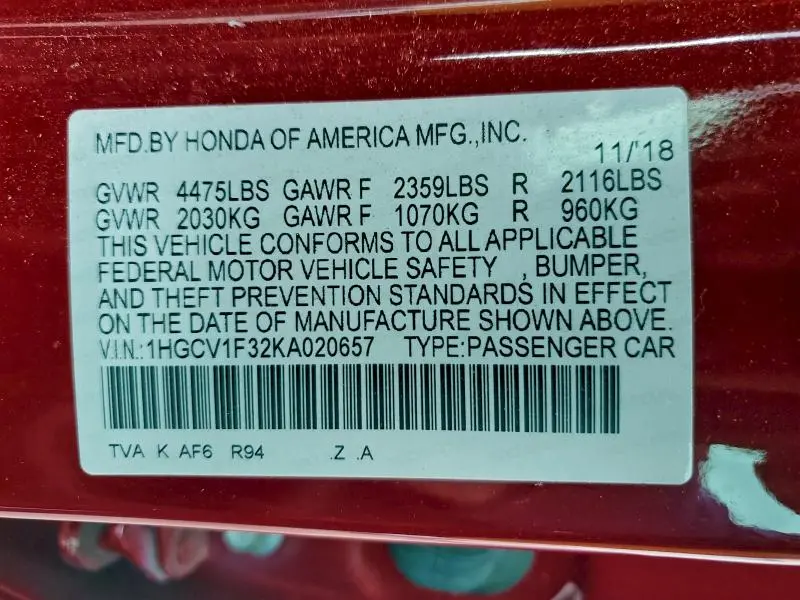 MFD.BY HONDA OF AMERICA MFG.,INC. 11/'18
GVWR 4475LBS GAWR F 2359LBS R 2116LBS
GVWR 2030KG GAWR F 1070KG R 960KG
THIS VEHICLE CONFORMS TO ALL APPLICABLE
FEDERAL MOTOR VEHICLE SAFETY , BUMPER,
AND THEFT PREVENTION STANDARDS IN EFFECT
ON THE DATE OF MANUFACTURE SHOWN ABOVE.
V.I.N.:1HGCV1F32KA020657 TYPE:PASSENGER CAR
TVA K AF6 R94 .Z .A